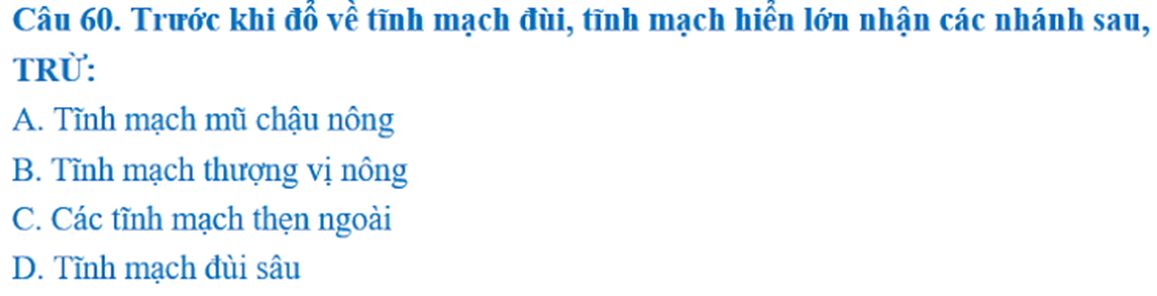 Câu 60. Trước khi đổ về tĩnh mạch đùi, tĩnh mạch hiển lớn nhận các nhánh sau,
TRỪ:
A. Tĩnh mạch mũ chậu nông
B. Tĩnh mạch thượng vị nông
C. Các tĩnh mạch thẹn ngoài
D. Tĩnh mạch đùi sâu